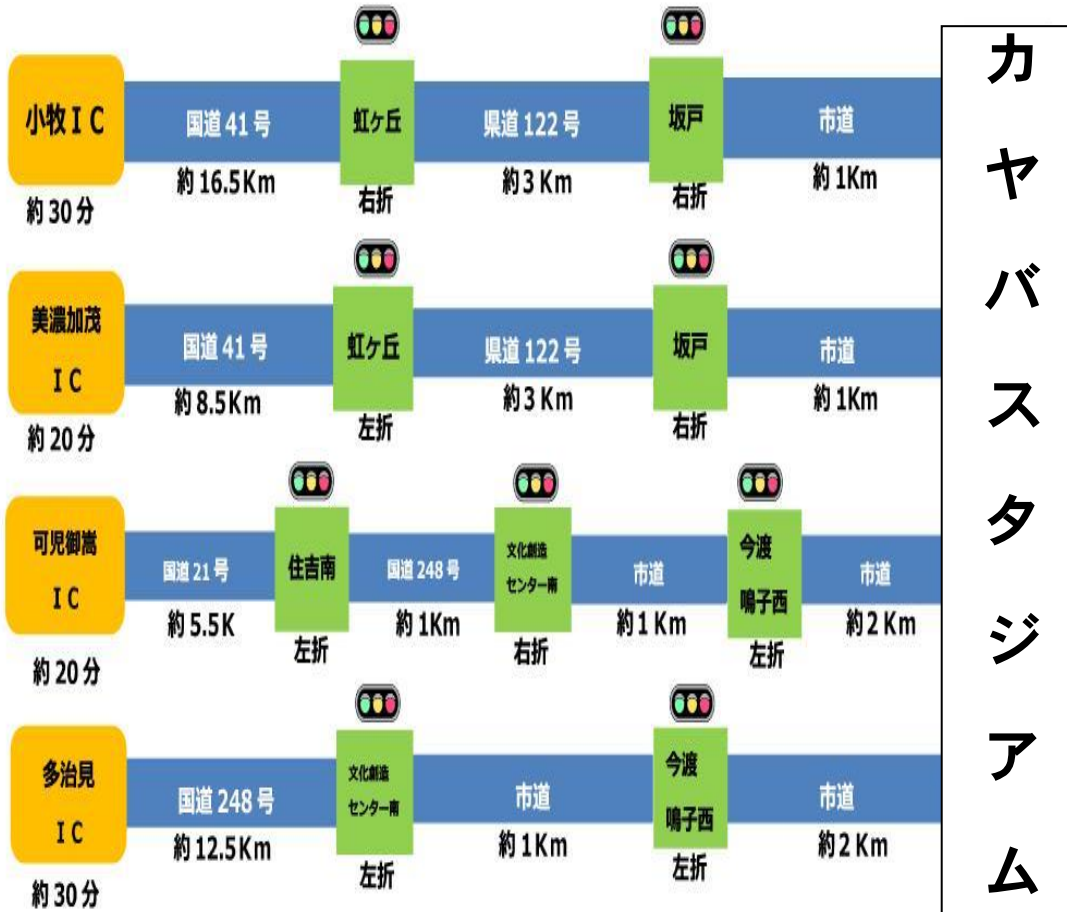 小牧ＩＣ
約30分
国道41号
約16.5Km
虹ヶ丘
右折
県道122号
約3Km
坂戸
右折
市道
約1Km
美濃加茂
ＩＣ
約20分
国道41号
約8.5Km
虹ヶ丘
左折
県道122号
約3Km
坂戸
右折
市道
約1Km
可児御嵩
ＩＣ
約20分
国道21号
約5.5K
住吉南
左折
国道248号
約1Km
文化創造
センター南
右折
市道
約1Km
今渡
鳴子西
左折
市道
約2Km
多治見
ＩＣ
約30分
国道248号
約12.5Km
文化創造
センター南
左折
市道
約1Km
今渡
鳴子西
左折
市道
約2Km
カヤバスタジアム